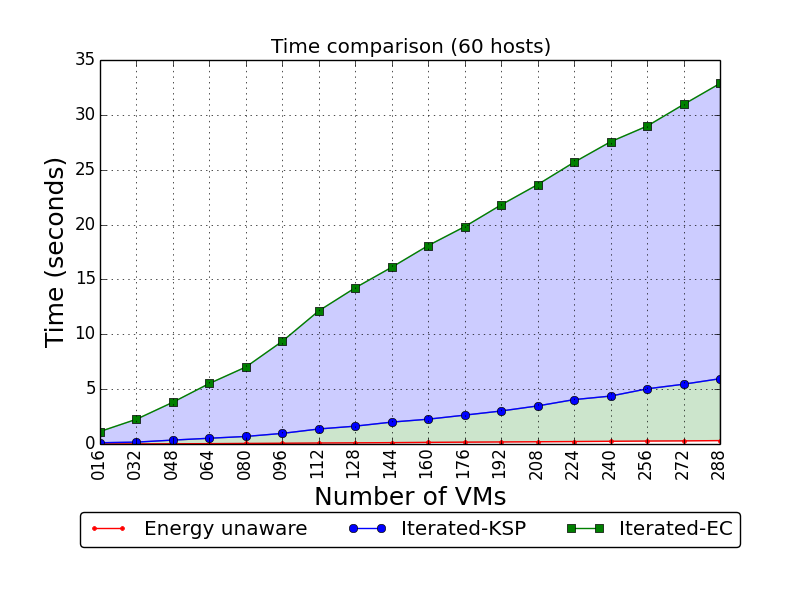 Time comparison (60 hosts)
35
30
25
20
15
10
5
0
Time (seconds)
016 032 048 064 080 096 112 128 144 160 176 192 208 224 240 256 272 288
Number of VMs
Energy unaware Iterated-KSP Iterated-EC